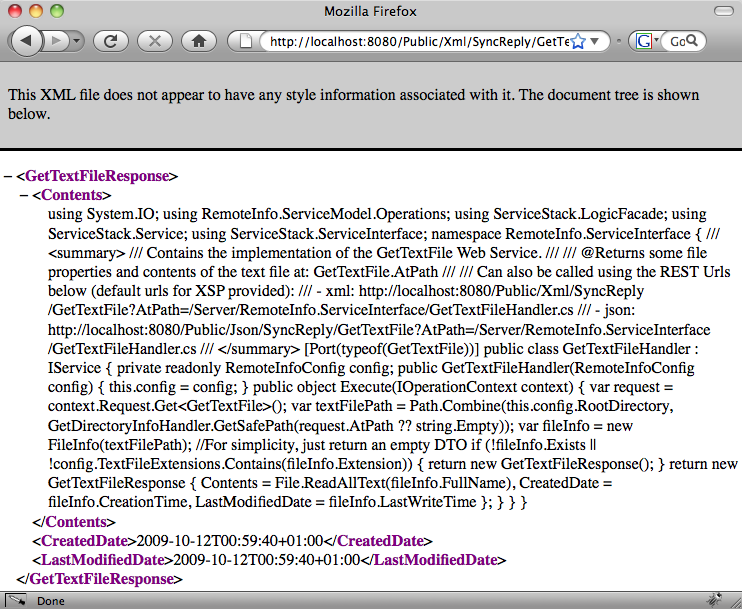 Mozilla Firefox
http://localhost:8080/Public/Xml/SyncReply/GetTe
G
Go
This XML file does not appear to have any style information associated with it. The document tree is shown
below.
– <GetTextFileResponse>
– <Contents>
using System.IO; using RemoteInfo.ServiceModel.Operations; using ServiceStack.LogicFacade; using
ServiceStack.Service; using ServiceStack.ServiceInterface; namespace RemoteInfo.ServiceInterface { ///
<summary> /// Contains the implementation of the GetTextFile Web Service. /// /// @Returns some file
properties and contents of the text file at: GetTextFile.AtPath /// /// Can also be called using the REST Urls
below (default urls for XSP provided): /// - xml: http://localhost:8080/Public/Xml/SyncReply
/GetTextFile?AtPath=/Server/RemoteInfo.ServiceInterface/GetTextFileHandler.cs /// - json:
http://localhost:8080/Public/Json/SyncReply/GetTextFile?AtPath=/Server/RemoteInfo.ServiceInterface
/GetTextFileHandler.cs /// </summary> [Port(typeof(GetTextFile))] public class GetTextFileHandler :
IService { private readonly RemoteInfoConfig config; public GetTextFileHandler(RemoteInfoConfig
config) { this.config = config; } public object Execute(IOperationContext context) { var request =
context.Request.Get<GetTextFile>(); var textFilePath = Path.Combine(this.config.RootDirectory,
GetDirectoryInfoHandler.GetSafePath(request.AtPath ?? string.Empty)); var fileInfo = new
FileInfo(textFilePath); //For simplicity, just return an empty DTO if (!fileInfo.Exists ||
!config.TextFileExtensions.Contains(fileInfo.Extension)) { return new GetTextFileResponse(); } return new
GetTextFileResponse { Contents = File.ReadAllText(fileInfo.FullName), CreatedDate =
fileInfo.CreationTime, LastModifiedDate = fileInfo.LastWriteTime }; } } }
</Contents>
<CreatedDate>2009-10-12T00:59:40+01:00</CreatedDate>
<LastModifiedDate>2009-10-12T00:59:40+01:00</LastModifiedDate>
</GetTextFileResponse>
Done